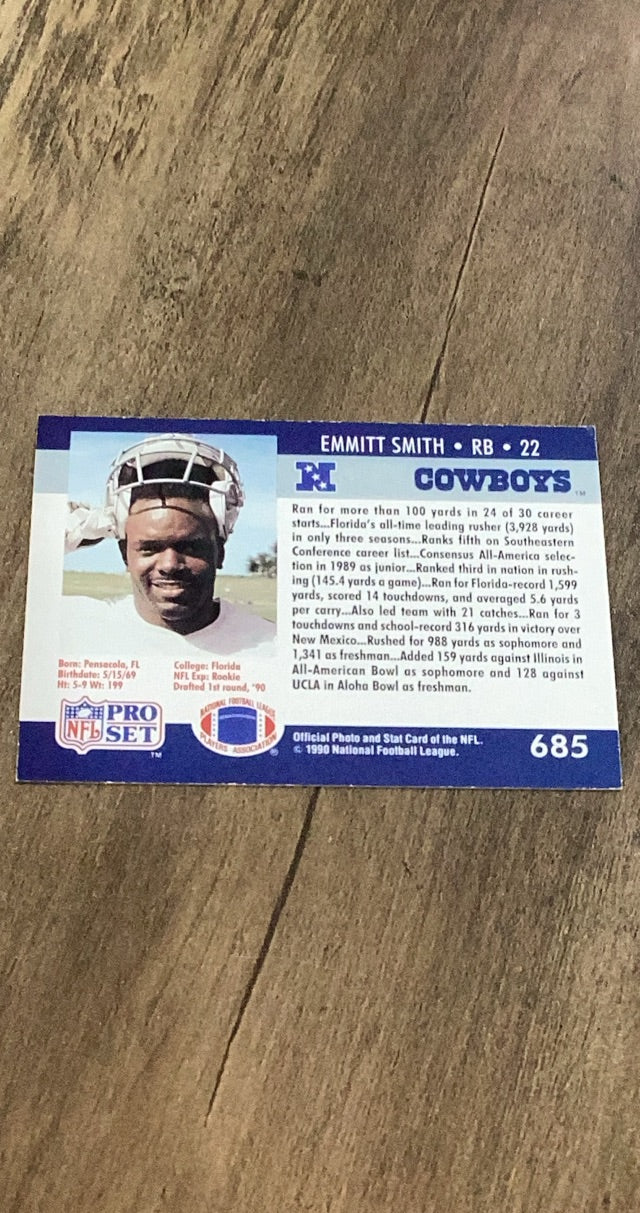 EMMITT SMITH • RB • 22
COWBOYS™
Ran for more than 100 yards in 24 of 30 career
starts...Florida's all-time leading rusher (3,928 yards)
in only three seasons...Ranks fifth on Southeastern
Conference career list...Consensus All-America selec-
tion in 1989 as junior...Ranked third in nation in rush-
ing (145.4 yards a game)...Ran for Florida-record 1,599
yards, scored 14 touchdowns, and averaged 5.6 yards
per carry...Also led team with 21 catches...Ran for 3
touchdowns and school-record 316 yards in victory over
New Mexico...Rushed for 988 yards as sophomore and
1,341 as freshman...Added 159 yards against Illinois in
All-American Bowl as sophomore and 128 against
UCLA in Aloha Bowl as freshman.
Born: Pensacola, FL
Birthdate: 5/15/69
Ht: 5-9 Wt: 199
College: Florida
NFL Exp: Rookie
Drafted 1st round, '90
NFL
PRO
SET
™
NATIONAL FOOTBALL LEAGUE
PLAYERS ASSOCIATION
®
Official Photo and Stat Card of the NFL.
© 1990 National Football League.
685